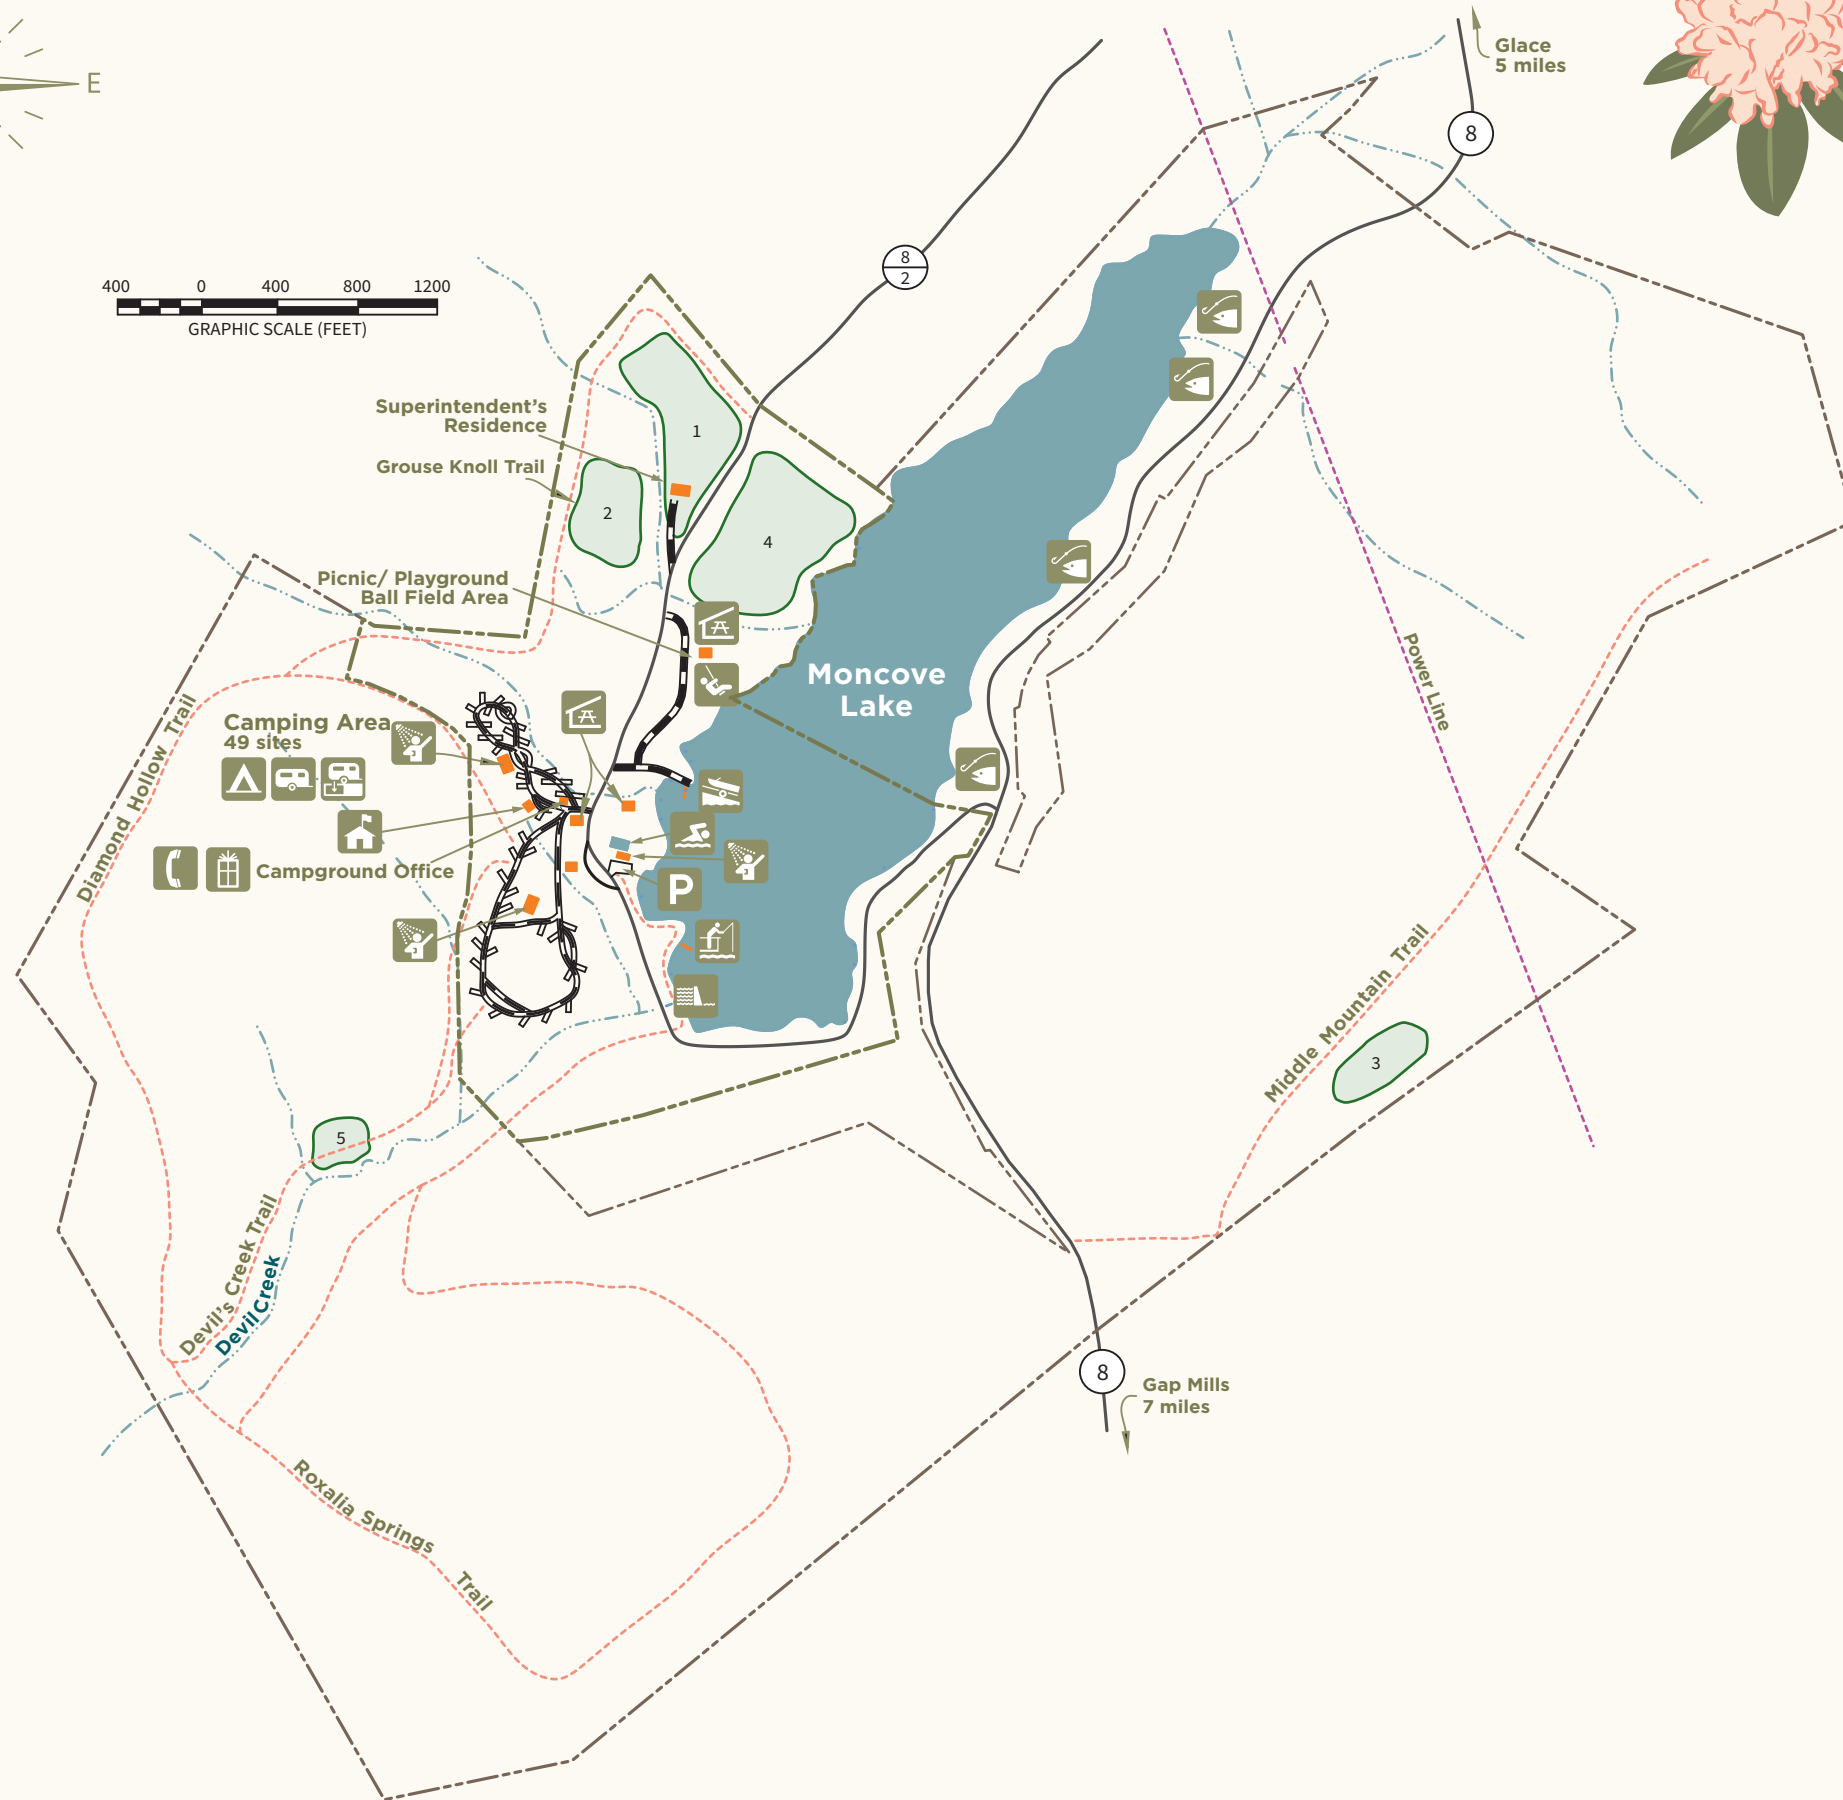 Glace
5 miles
E
8
8
2
400 0 400 800 1200
GRAPHIC SCALE (FEET)
Superintendent's
Residence
1
Grouse Knoll Trail
2
4
Picnic/ Playground
Ball Field Area
Moncove
Lake
Power Line
Diamond Hollow Trail
Camping Area
49 sites
Campground Office
P
Middle Mountain Trail
3
5
Devil's Creek Trail
Devil Creek
8
Gap Mills
7 miles
Roxalia Springs
Trail